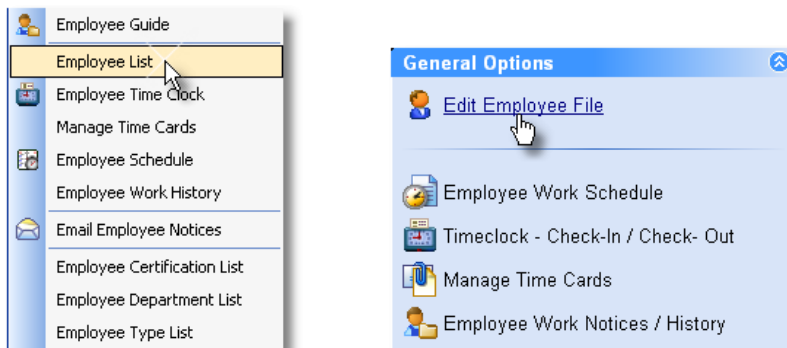 Employee Guide
Employee List
Employee Time Clock
Manage Time Cards
Employee Schedule
Employee Work History
Email Employee Notices
Employee Certification List
Employee Department List
Employee Type List
General Options
Edit Employee File
Employee Work Schedule
Timeclock - Check-In / Check- Out
Manage Time Cards
Employee Work Notices / History